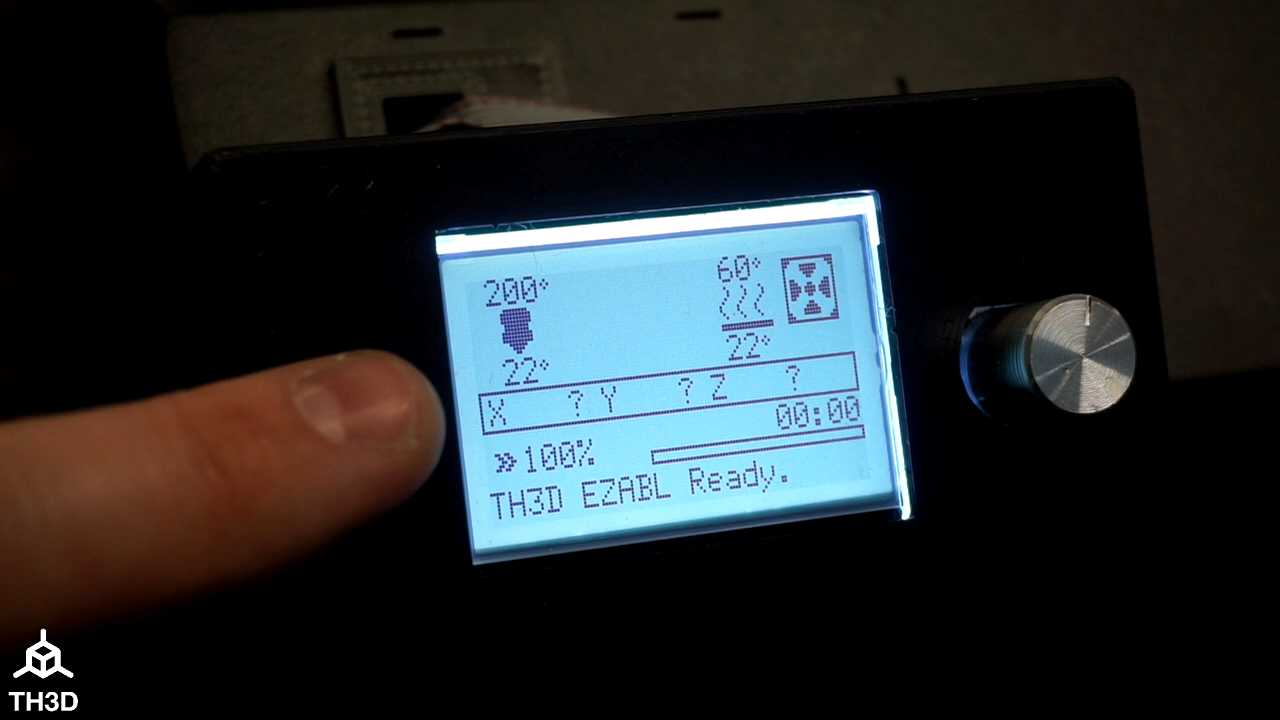 200° 60°
22° 22°
X ? Y ? Z ?
00:00
»100%
TH3D EZABL Ready.
TH3D